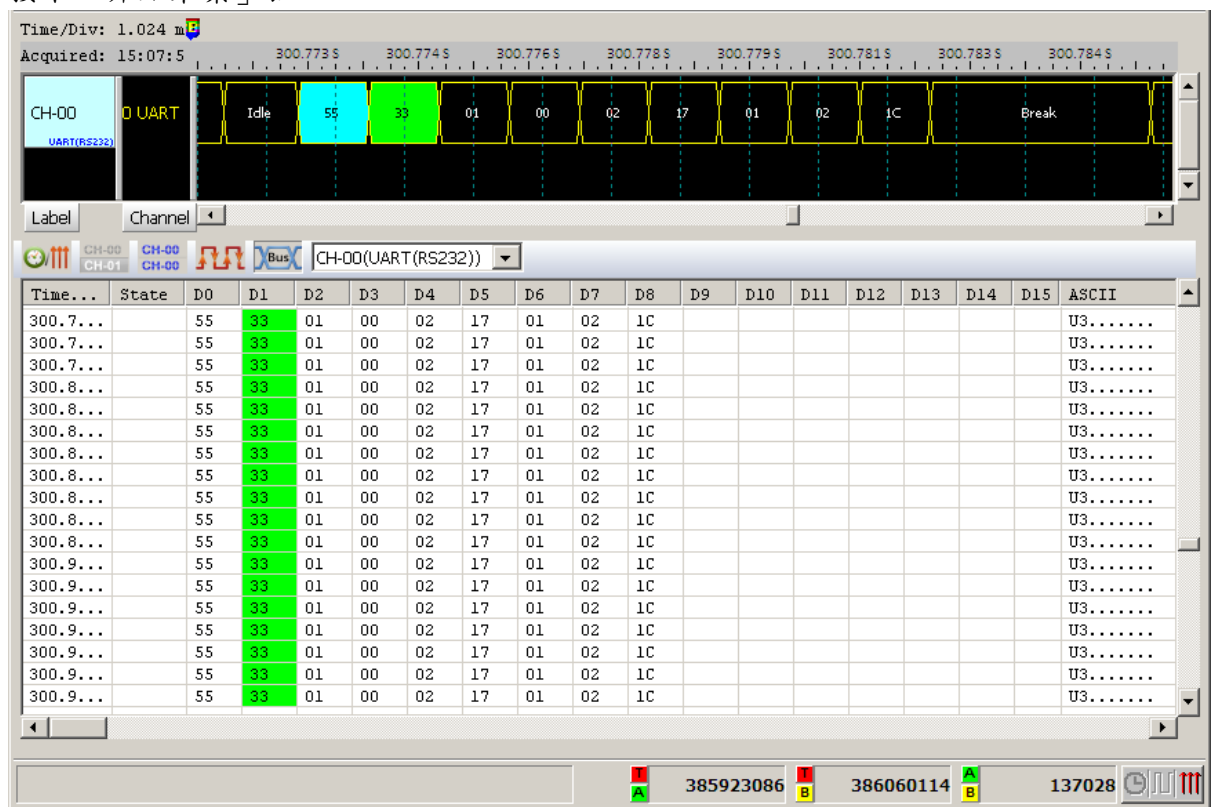 Time/Div: 1.024 m
B
Acquired: 15:07:5
300.773S 300.774S 300.776S 300.778S 300.779S 300.781S 300.783S 300.784S
CH-00 0 UART Idle 55 33 01 00 02 17 01 02 1C Break
UART(RS232)
Label Channel
CH-00 CH-00 Bus CH-00(UART(RS232))
CH-01 CH-00
Time... State D0 D1 D2 D3 D4 D5 D6 D7 D8 D9 D10 D11 D12 D13 D14 D15 ASCII
300.7... 55 33 01 00 02 17 01 02 1C U3.......
300.7... 55 33 01 00 02 17 01 02 1C U3.......
300.7... 55 33 01 00 02 17 01 02 1C U3.......
300.8... 55 33 01 00 02 17 01 02 1C U3.......
300.8... 55 33 01 00 02 17 01 02 1C U3.......
300.8... 55 33 01 00 02 17 01 02 1C U3.......
300.8... 55 33 01 00 02 17 01 02 1C U3.......
300.8... 55 33 01 00 02 17 01 02 1C U3.......
300.8... 55 33 01 00 02 17 01 02 1C U3.......
300.8... 55 33 01 00 02 17 01 02 1C U3.......
300.8... 55 33 01 00 02 17 01 02 1C U3.......
300.9... 55 33 01 00 02 17 01 02 1C U3.......
300.9... 55 33 01 00 02 17 01 02 1C U3.......
300.9... 55 33 01 00 02 17 01 02 1C U3.......
300.9... 55 33 01 00 02 17 01 02 1C U3.......
300.9... 55 33 01 00 02 17 01 02 1C U3.......
300.9... 55 33 01 00 02 17 01 02 1C U3.......
300.9... 55 33 01 00 02 17 01 02 1C U3.......
T A 385923086 T B 386060114 A B 137028